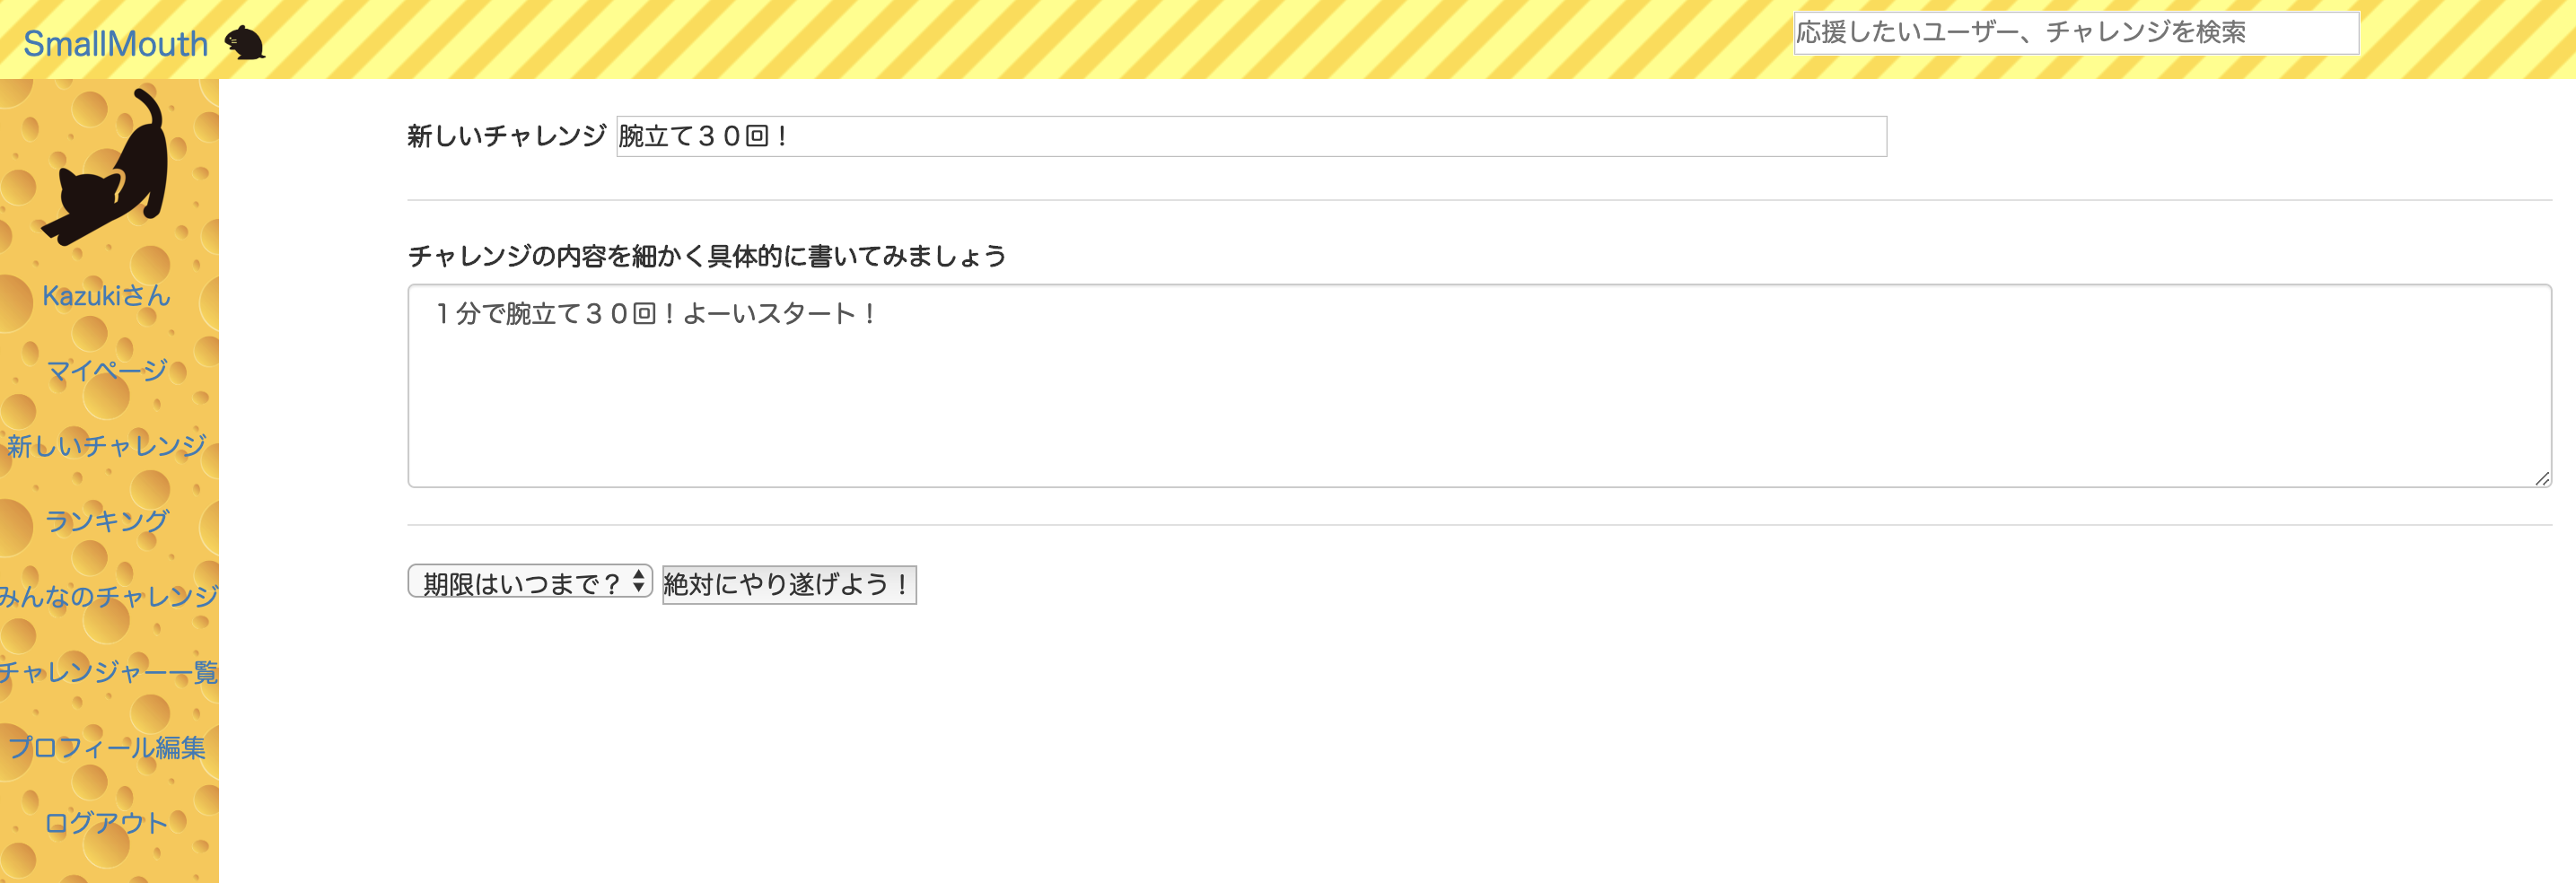 SmallMouth
応援したいユーザー、チャレンジを検索
Kazukiさん
マイページ
新しいチャレンジ
ランキング
みんなのチャレンジ
チャレンジャー一覧
プロフィール編集
ログアウト
新しいチャレンジ 腕立て３０回！
チャレンジの内容を細かく具体的に書いてみましょう
１分で腕立て３０回！よーいスタート！
期限はいつまで？ 絶対にやり遂げよう！